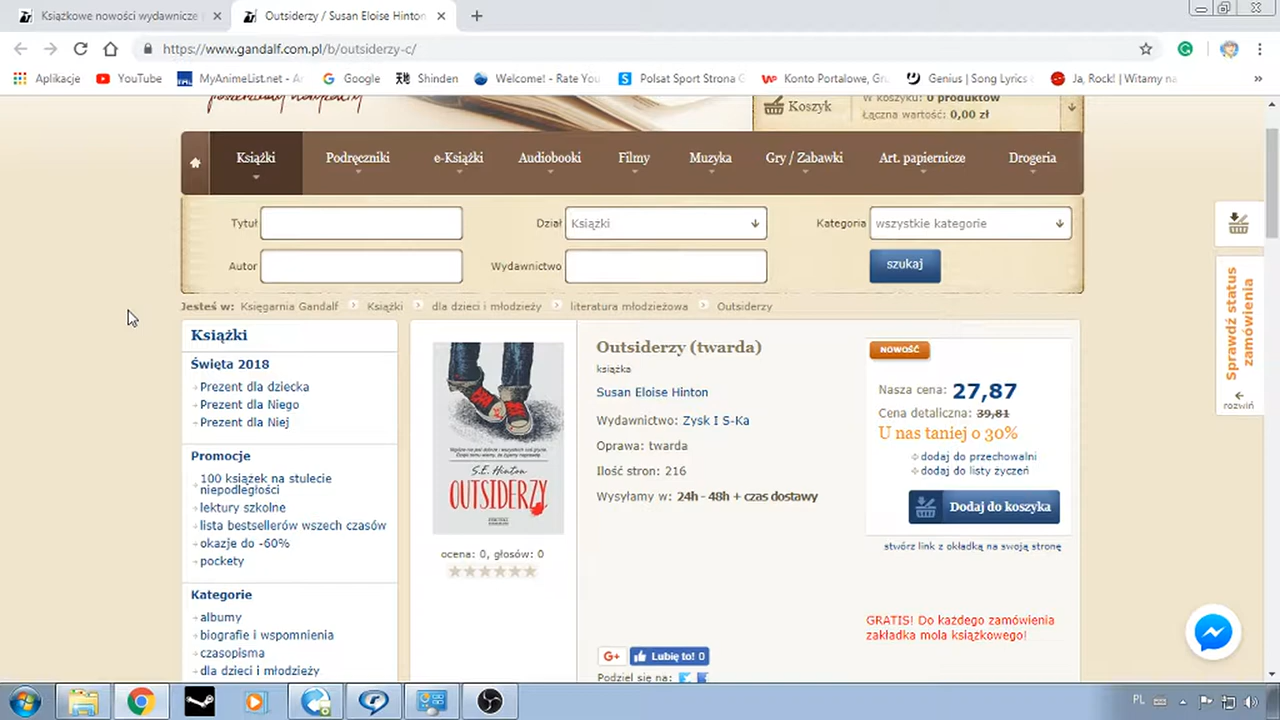 Książkowe nowości wydawnicze
Outsiderzy / Susan Eloise Hinton
https://www.gandalf.com.pl/b/outsiderzy-c/
Aplikacje
YouTube
MyAnimeList.net - Ar
Google
Shinden
Welcome! - Rate You
Polsat Sport Strona G
Konto Portalowe, Gr
Genius | Song Lyrics
Ja, Rock! | Witamy na
»
Koszyk
W koszyku: 0 produktów
Łączna wartość: 0,00 zł
Książki
Podręczniki
e-Książki
Audiobooki
Filmy
Muzyka
Gry / Zabawki
Art. papiernicze
Drogeria
Tytuł
Dział
Książki
Kategoria
wszystkie kategorie
Autor
Wydawnictwo
szukaj
Jesteś w: Księgarnia Gandalf Książki dla dzieci i młodzieży literatura młodzieżowa Outsiderzy
Książki
Święta 2018
Prezent dla dziecka
Prezent dla Niego
Prezent dla Niej
Promocje
100 książek na stulecie
niepodległości
lektury szkolne
lista bestsellerów wszech czasów
okazje do -60%
pockety
Kategorie
albumy
biografie i wspomnienia
czasopisma
dla dzieci i młodzieży
S.E. Hinton
OUTSIDERZY
ocena: 0, głosów: 0
Outsiderzy (twarda)
książka
Susan Eloise Hinton
Wydawnictwo: Zysk I S-Ka
Oprawa: twarda
Ilość stron: 216
Wysyłamy w: 24h - 48h + czas dostawy
G+
Lubię to! 0
Podziel się na:
NOWOŚĆ
Nasza cena: 27,87
Cena detaliczna: 39,81
U nas taniej o 30%
dodaj do przechowalni
dodaj do listy życzeń
Dodaj do koszyka
stwórz link z okładką na swoją stronę
GRATIS! Do każdego zamówienia
zakładka mola książkowego!
Sprawdź status
zamówienia
rozwiń
PL